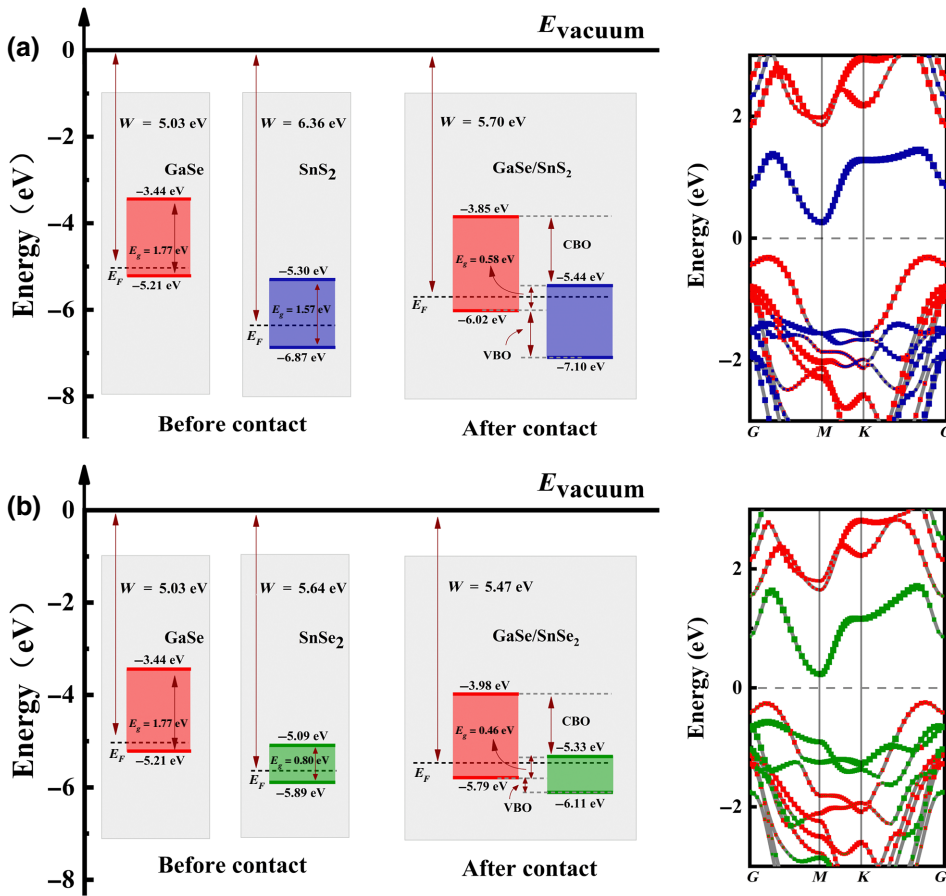 (a)
E_vacuum
0
−2
−4
−6
−8
Energy (eV)
W = 5.03 eV
GaSe
−3.44 eV
E_g = 1.77 eV
E_F
−5.21 eV
W = 6.36 eV
SnS₂
−5.30 eV
E_g = 1.57 eV
E_F
−6.87 eV
Before contact
W = 5.70 eV
GaSe/SnS₂
−3.85 eV
CBO
E_g = 0.58 eV
−5.44 eV
E_F
−6.02 eV
VBO
−7.10 eV
After contact
Energy (eV)
2
0
−2
G M K G
(b)
E_vacuum
0
−2
−4
−6
−8
Energy (eV)
W = 5.03 eV
GaSe
−3.44 eV
E_g = 1.77 eV
E_F
−5.21 eV
W = 5.64 eV
SnSe₂
−5.09 eV
E_g = 0.80 eV
E_F
−5.89 eV
Before contact
W = 5.47 eV
GaSe/SnSe₂
−3.98 eV
CBO
E_g = 0.46 eV
−5.33 eV
E_F
−5.79 eV
VBO
−6.11 eV
After contact
Energy (eV)
2
0
−2
G M K G